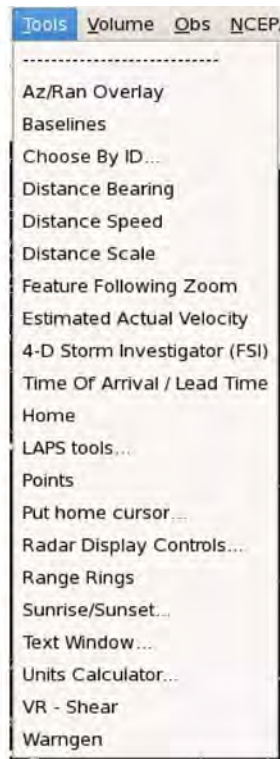 Tools Volume Obs NCEP
---------------------------
Az/Ran Overlay
Baselines
Choose By ID...
Distance Bearing
Distance Speed
Distance Scale
Feature Following Zoom
Estimated Actual Velocity
4-D Storm Investigator (FSI)
Time Of Arrival / Lead Time
Home
LAPS tools...
Points
Put home cursor...
Radar Display Controls...
Range Rings
Sunrise/Sunset...
Text Window...
Units Calculator...
VR - Shear
Warngen